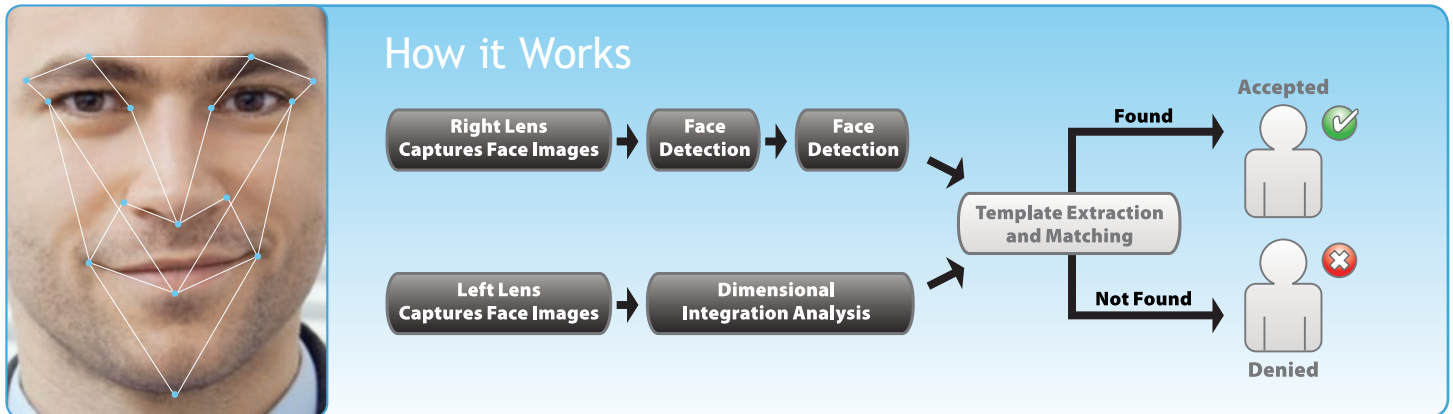 How it Works
Right Lens
Captures Face Images
Face
Detection
Face
Detection
Left Lens
Captures Face Images
Dimensional
Integration Analysis
Template Extraction
and Matching
Found
Accepted
Not Found
Denied